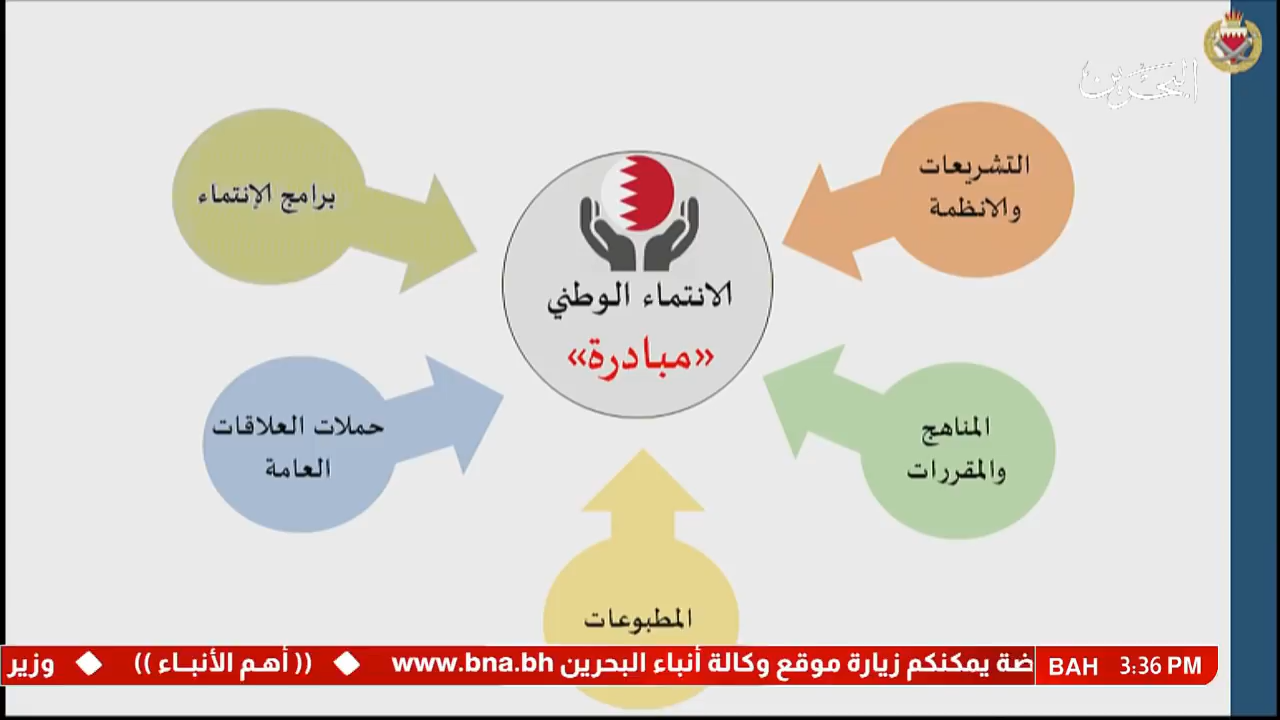 البحرين
التشريعات
والانظمة
برامج الإنتماء
الانتماء الوطني
«مبادرة»
المناهج
والمقررات
حملات العلاقات
العامة
المطبوعات
BAH 3:36 PM
ضة يمكنكم زيارة موقع وكالة أنباء البحرين www.bna.bh ◆ (( أهم الأنباء )) ◆ وزير